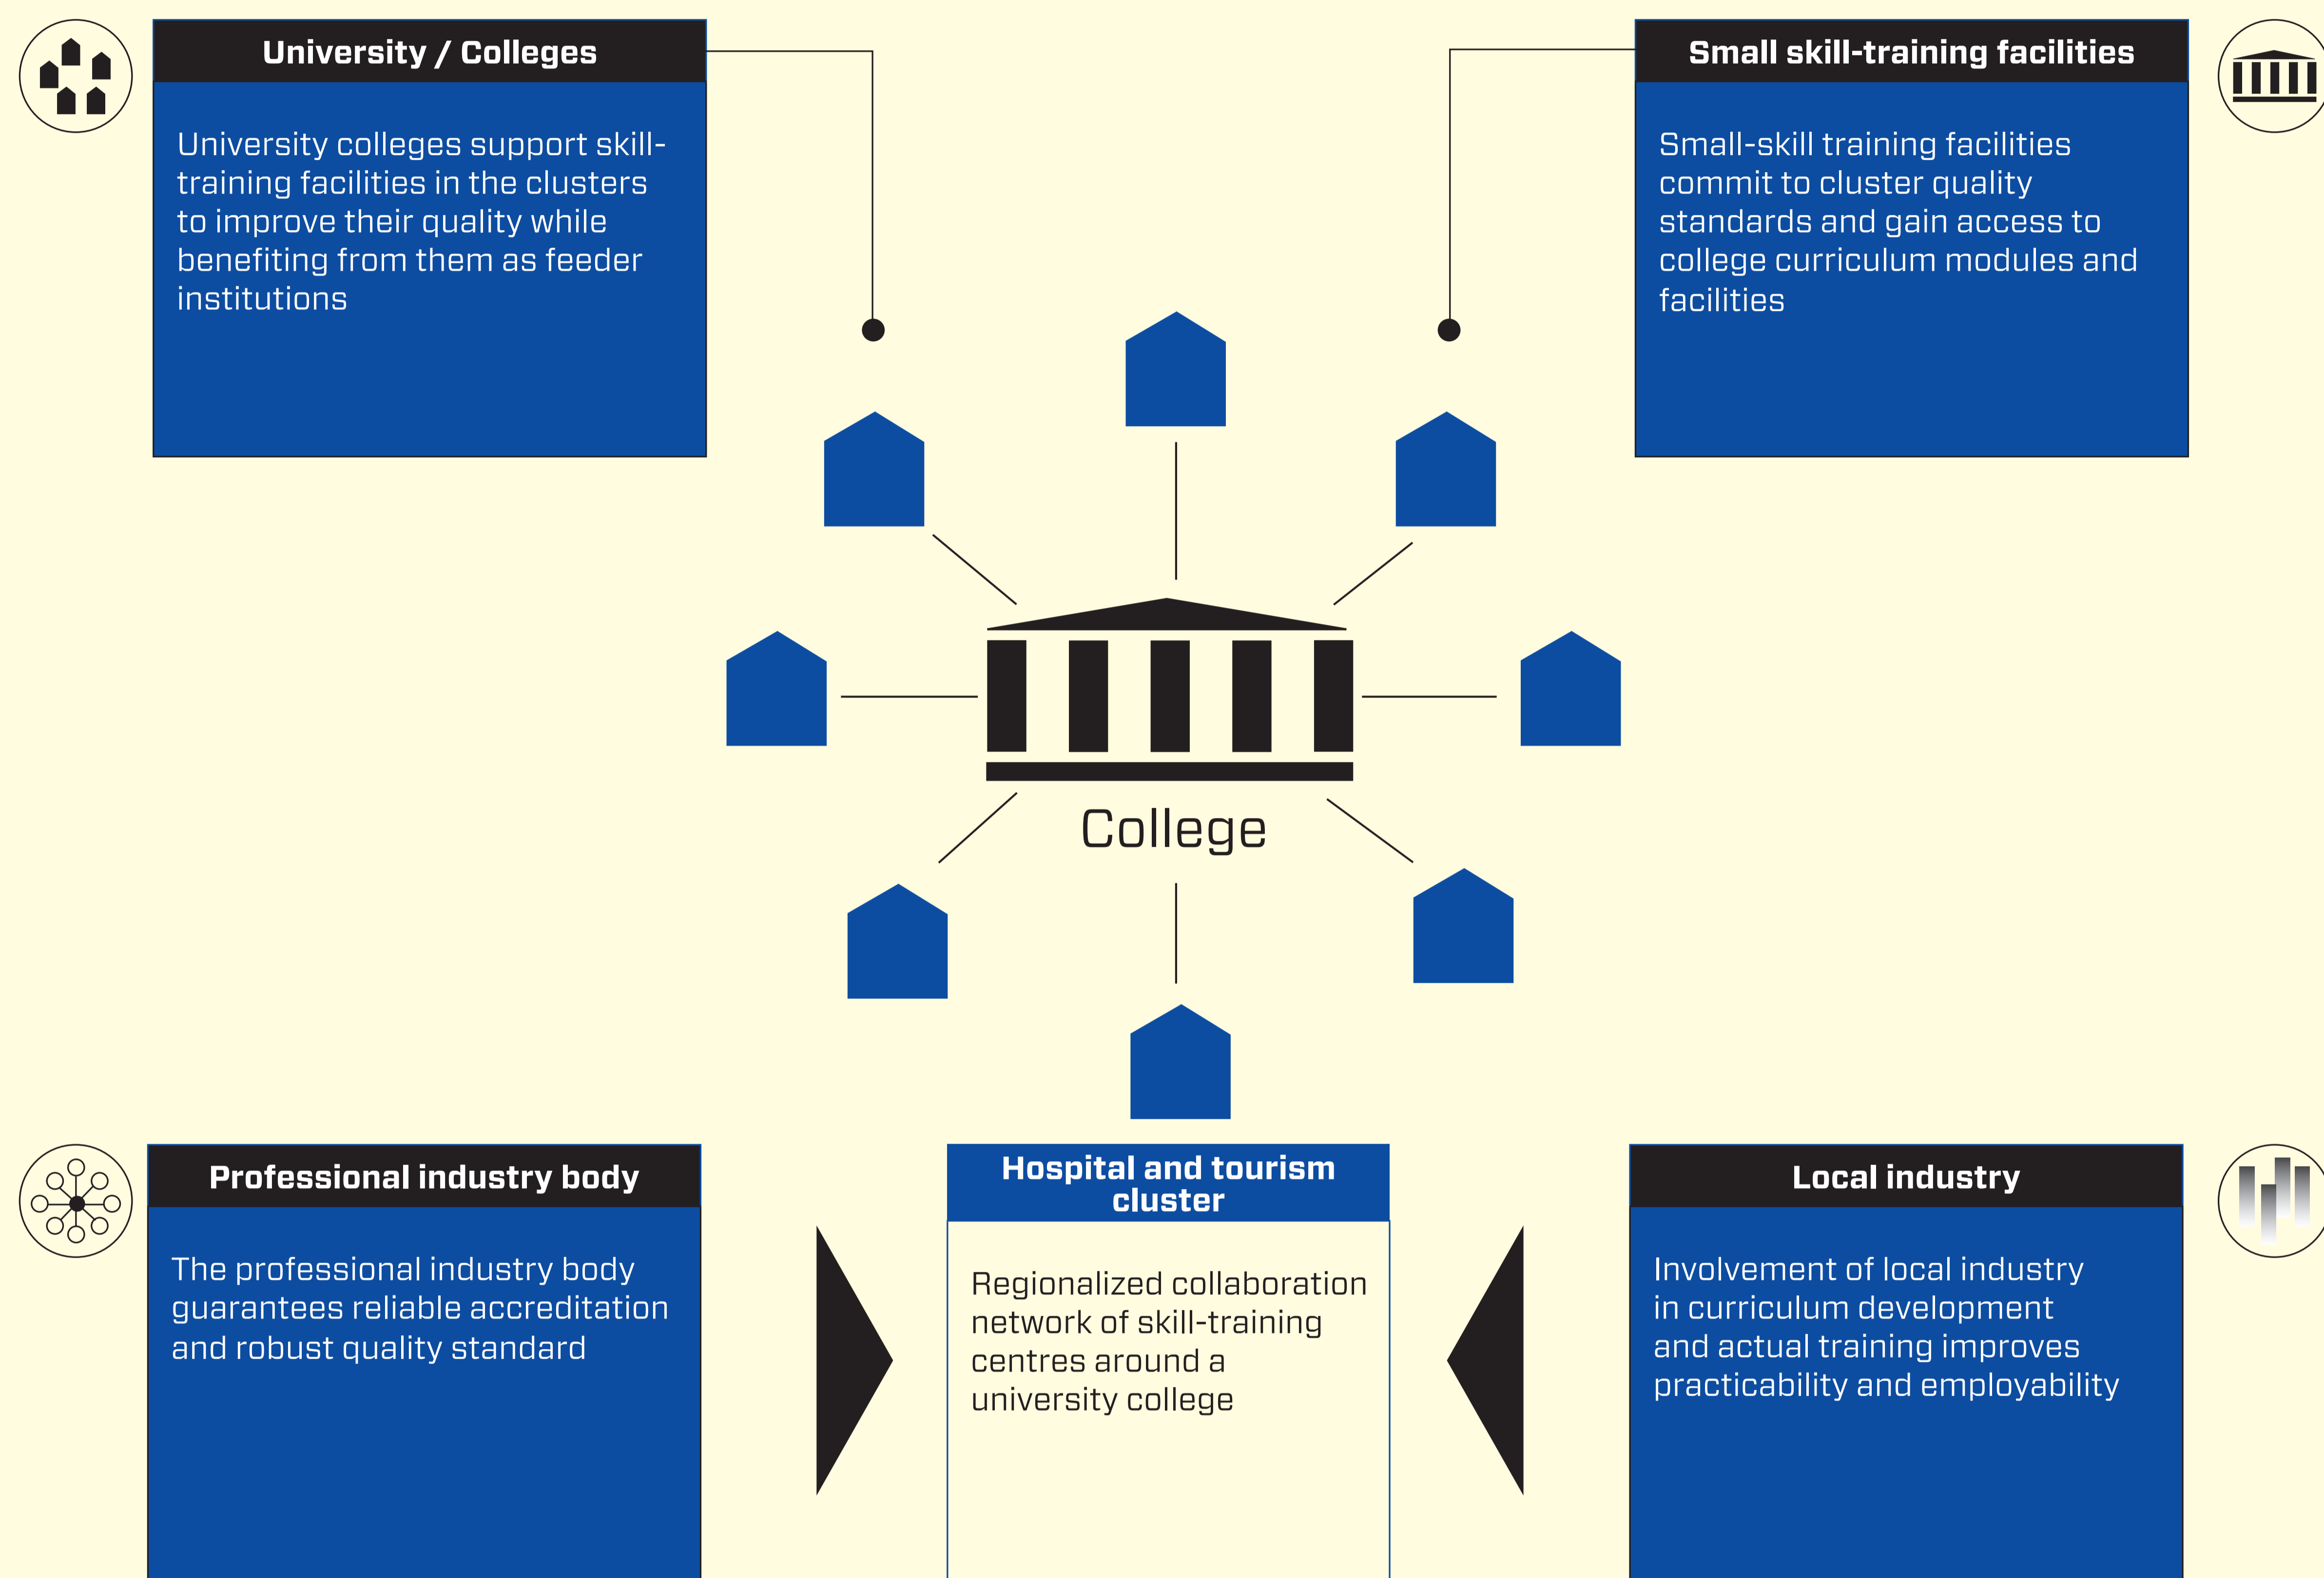 University / Colleges
University colleges support skill-
training facilities in the clusters
to improve their quality while
benefiting from them as feeder
institutions
Small skill-training facilities
Small-skill training facilities
commit to cluster quality
standards and gain access to
college curriculum modules and
facilities
College
Professional industry body
The professional industry body
guarantees reliable accreditation
and robust quality standard
Hospital and tourism
cluster
Regionalized collaboration
network of skill-training
centres around a
university college
Local industry
Involvement of local industry
in curriculum development
and actual training improves
practicability and employability